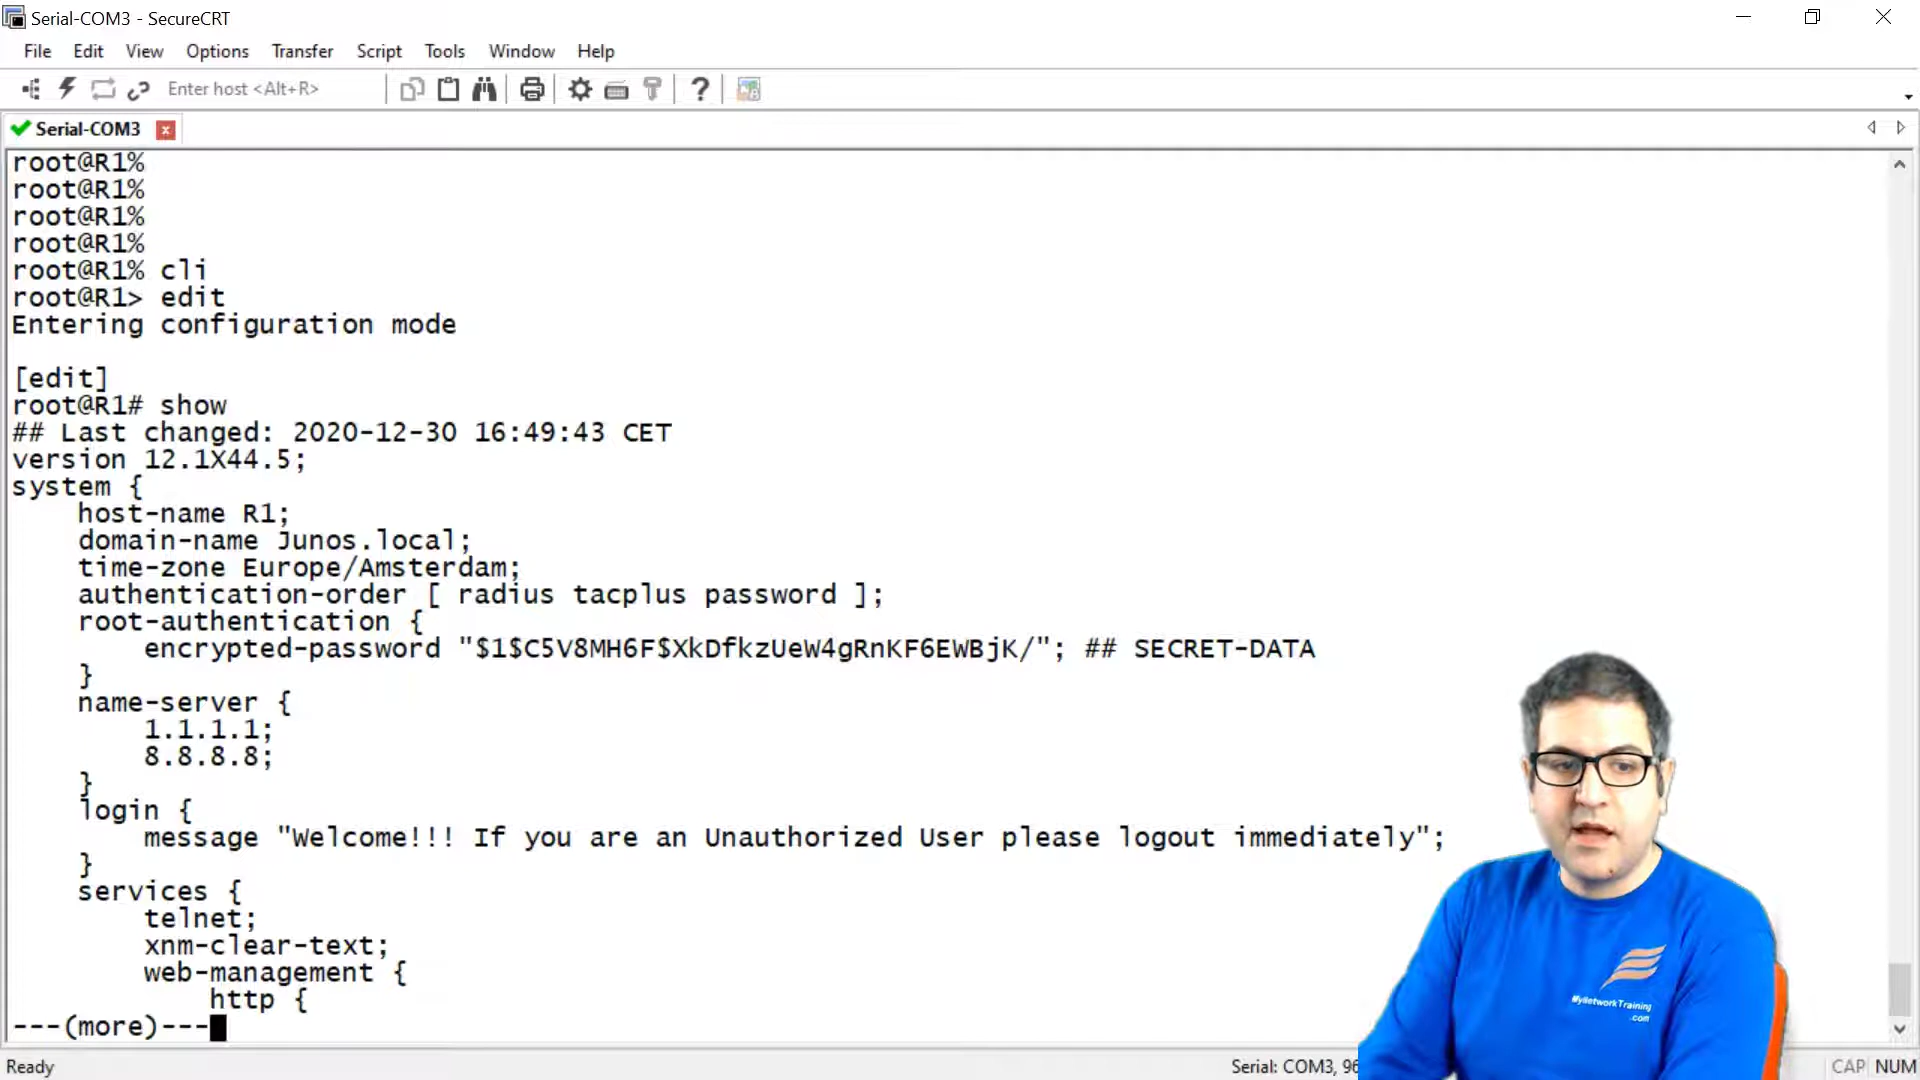 Serial-COM3 - SecureCRT
File Edit View Options Transfer Script Tools Window Help
Enter host <Alt+R>
Serial-COM3
root@R1%
root@R1%
root@R1%
root@R1%
root@R1% cli
root@R1> edit
Entering configuration mode
[edit]
root@R1# show
## Last changed: 2020-12-30 16:49:43 CET
version 12.1X44.5;
system {
    host-name R1;
    domain-name Junos.local;
    time-zone Europe/Amsterdam;
    authentication-order [ radius tacplus password ];
    root-authentication {
        encrypted-password "$1$C5V8MH6F$XkDfkzUeW4gRnKF6EWBjK/"; ## SECRET-DATA
    }
    name-server {
        1.1.1.1;
        8.8.8.8;
    }
    login {
        message "Welcome!!! If you are an Unauthorized User please logout immediately";
    }
    services {
        telnet;
        xnm-clear-text;
        web-management {
            http {
---(more)---
MyNetworkTraining
.com
Ready
Serial: COM3, 96
CAP NUM